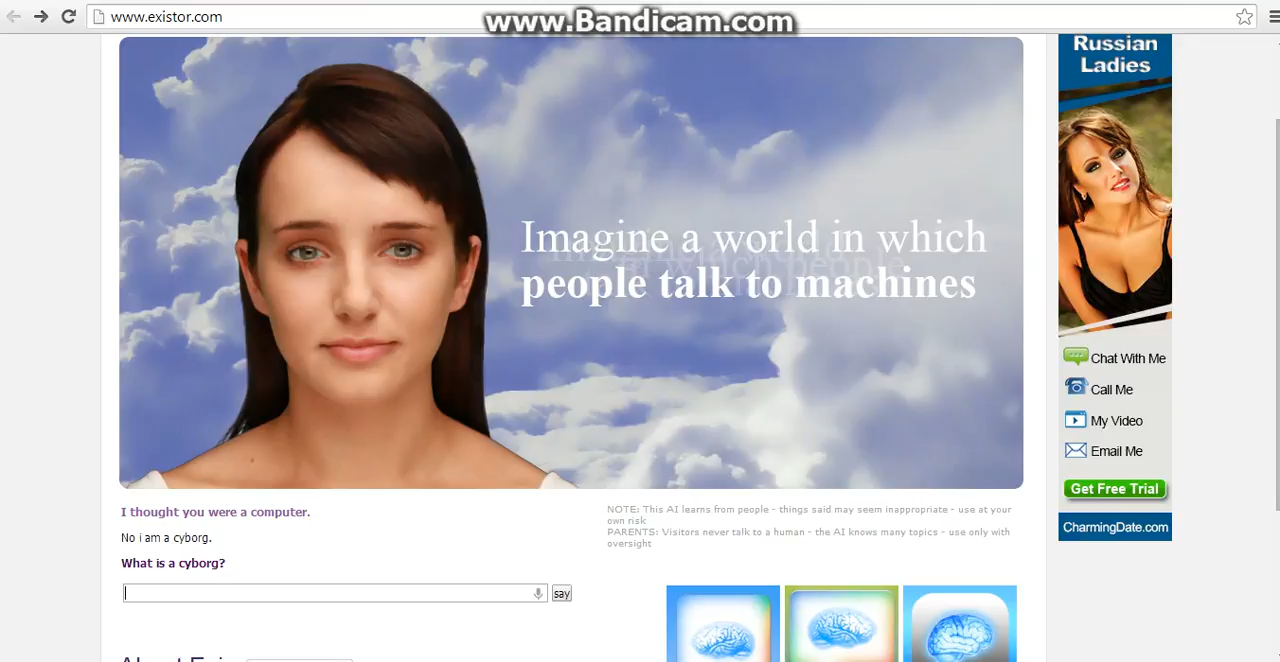 www.existor.com
www.Bandicam.com
Imagine a world in which
people talk to machines
Russian
Ladies
Chat With Me
Call Me
My Video
Email Me
Get Free Trial
CharmingDate.com
I thought you were a computer.
No i am a cyborg.
What is a cyborg?
say
NOTE: This AI learns from people - things said may seem inappropriate - use at your
own risk
PARENTS: Visitors never talk to a human - the AI knows many topics - use only with
oversight